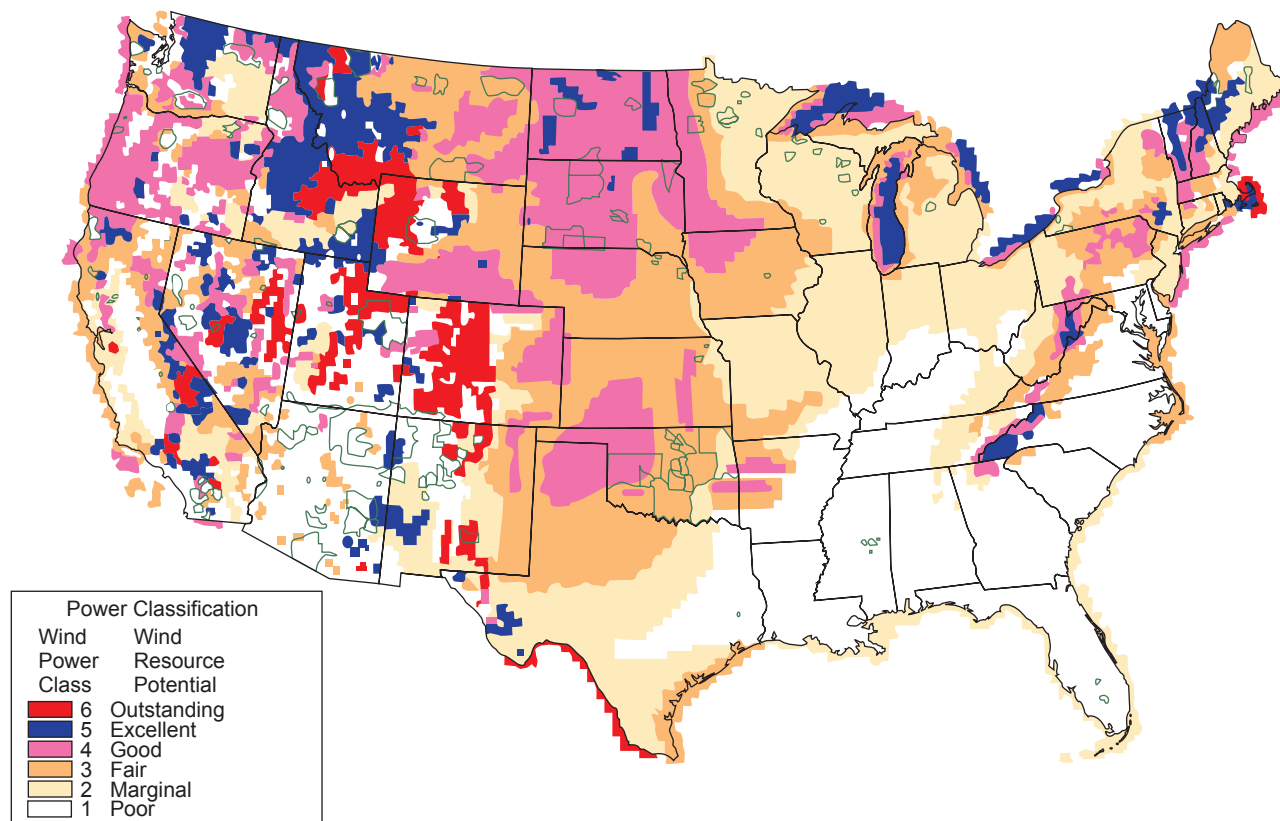 Power Classification
Wind Wind
Power Resource
Class Potential
6 Outstanding
5 Excellent
4 Good
3 Fair
2 Marginal
1 Poor